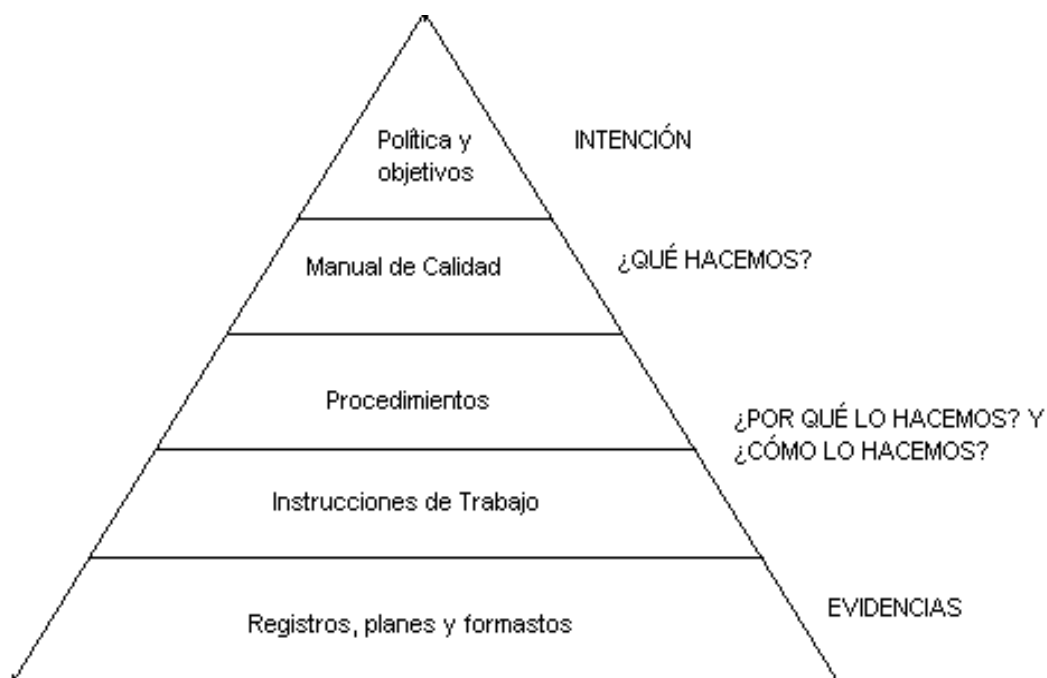 Política y
objetivos
INTENCIÓN
Manual de Calidad
¿QUÉ HACEMOS?
Procedimientos
¿POR QUÉ LO HACEMOS? Y
¿CÓMO LO HACEMOS?
Instrucciones de Trabajo
Registros, planes y formastos
EVIDENCIAS